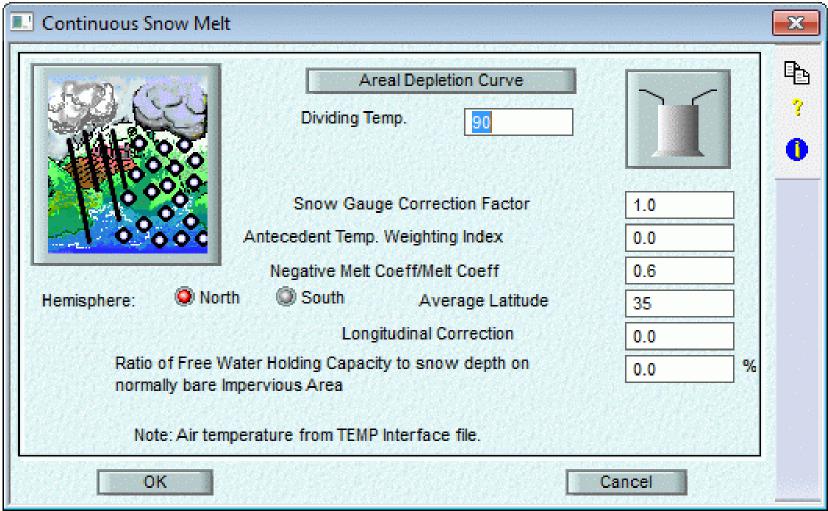 Continuous Snow Melt
Areal Depletion Curve
Dividing Temp. 90
Snow Gauge Correction Factor 1.0
Antecedent Temp. Weighting Index 0.0
Negative Melt Coeff/Melt Coeff 0.6
Hemisphere: North South Average Latitude 35
Longitudinal Correction 0.0
Ratio of Free Water Holding Capacity to snow depth on 0.0 %
normally bare Impervious Area
Note: Air temperature from TEMP Interface file.
OK Cancel